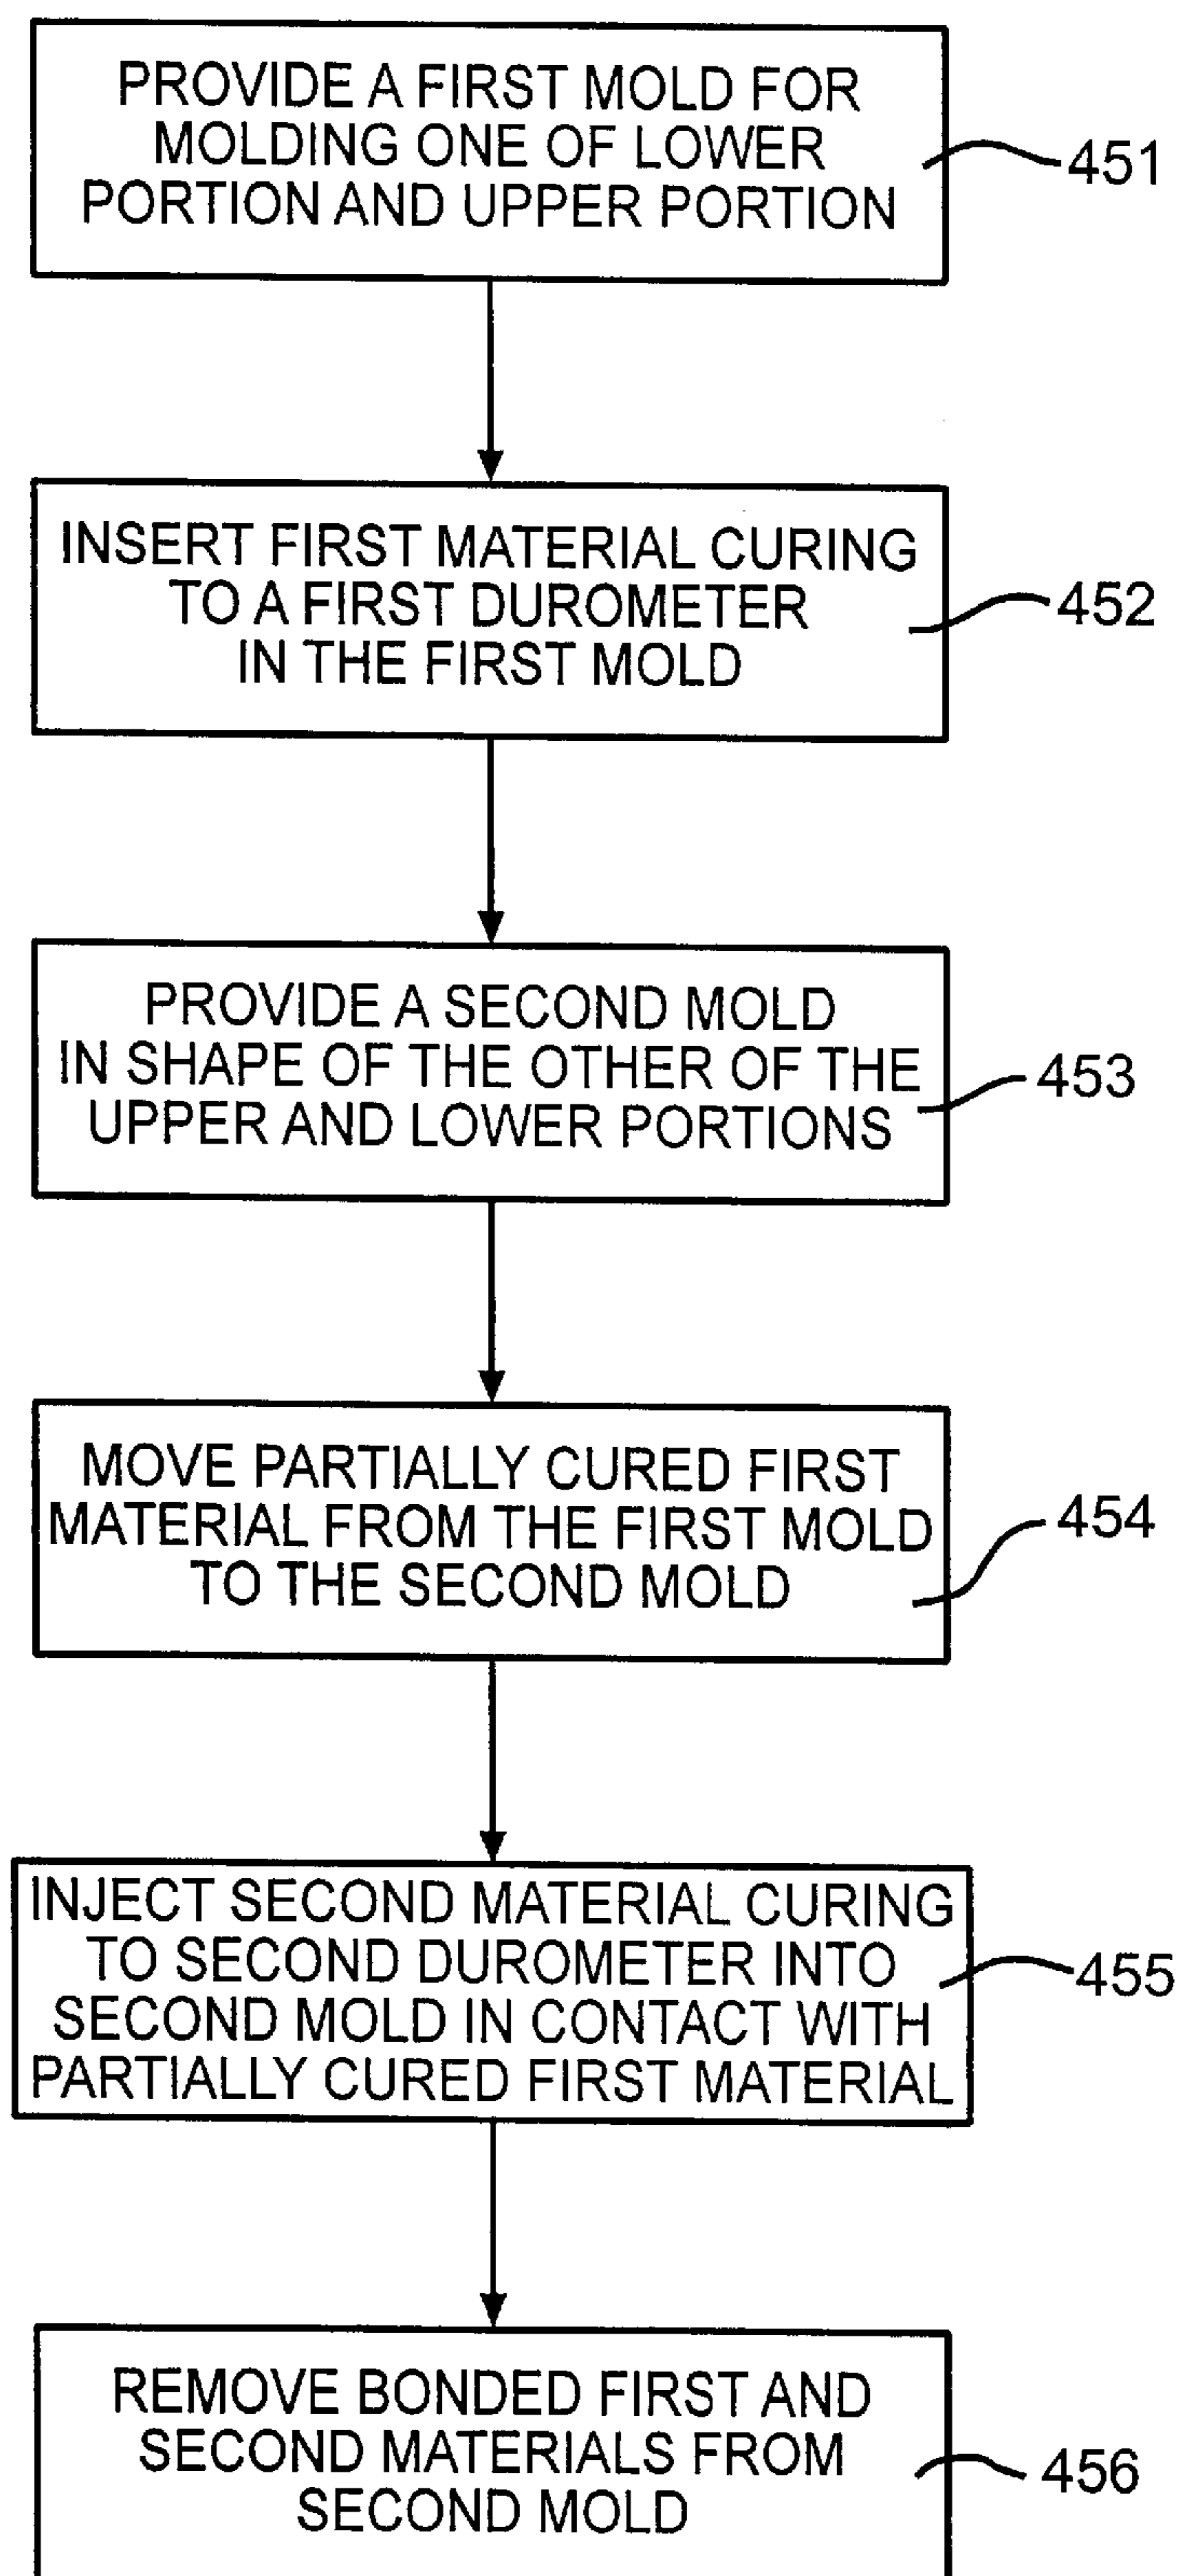 PROVIDE A FIRST MOLD FOR
MOLDING ONE OF LOWER
PORTION AND UPPER PORTION
451
INSERT FIRST MATERIAL CURING
TO A FIRST DUROMETER
IN THE FIRST MOLD
452
PROVIDE A SECOND MOLD
IN SHAPE OF THE OTHER OF THE
UPPER AND LOWER PORTIONS
453
MOVE PARTIALLY CURED FIRST
MATERIAL FROM THE FIRST MOLD
TO THE SECOND MOLD
454
INJECT SECOND MATERIAL CURING
TO SECOND DUROMETER INTO
SECOND MOLD IN CONTACT WITH
PARTIALLY CURED FIRST MATERIAL
455
REMOVE BONDED FIRST AND
SECOND MATERIALS FROM
SECOND MOLD
456